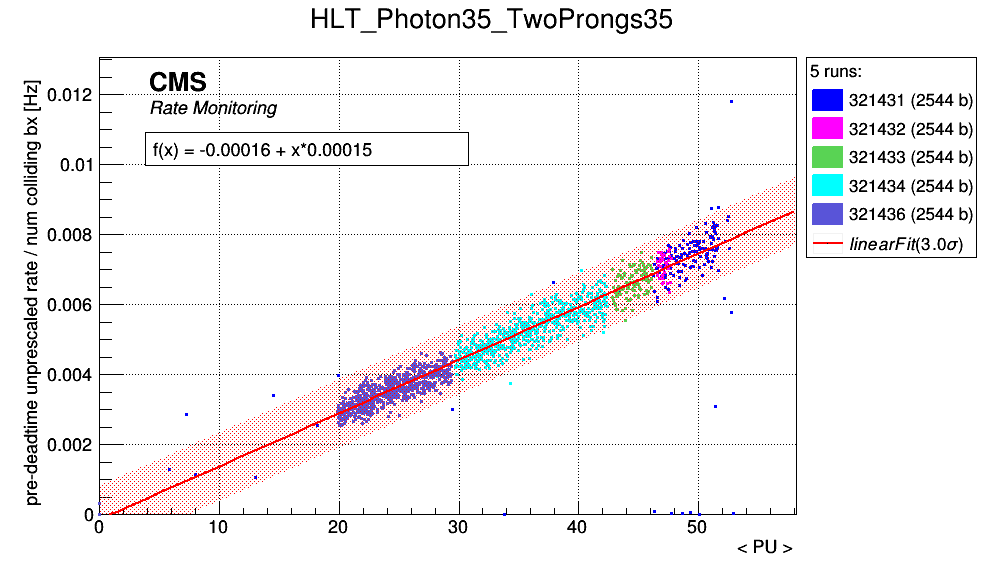 HLT_Photon35_TwoProngs35
pre-deadtime unprescaled rate / num colliding bx [Hz]
CMS
Rate Monitoring
f(x) = -0.00016 + x*0.00015
0.012
0.01
0.008
0.006
0.004
0.002
0
0 10 20 30 40 50
< PU >
5 runs:
321431 (2544 b)
321432 (2544 b)
321433 (2544 b)
321434 (2544 b)
321436 (2544 b)
linearFit(3.0σ)